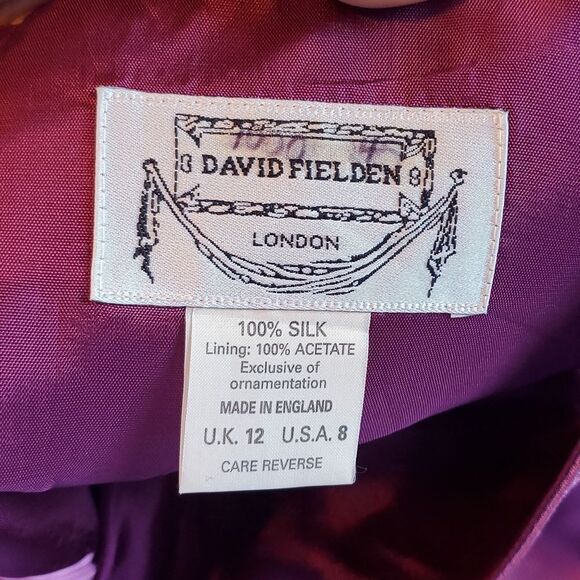 DAVID FIELDEN
LONDON
100% SILK
Lining: 100% ACETATE
Exclusive of
ornamentation
MADE IN ENGLAND
U.K. 12 U.S.A. 8
CARE REVERSE